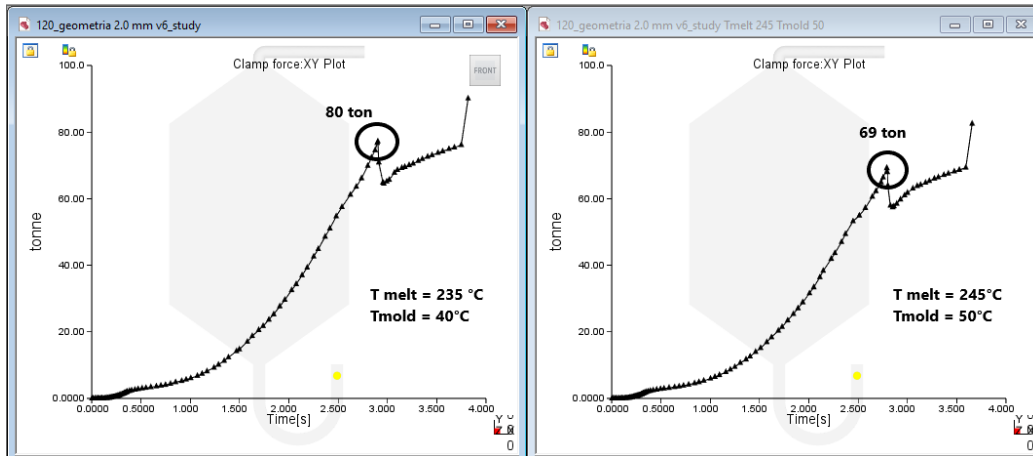 120_geometria 2.0 mm v6_study
Clamp force:XY Plot
FRONT
100.0
80.00
60.00
40.00
20.00
0.0000
tonne
80 ton
T melt = 235 °C
Tmold = 40°C
0.0000 0.5000 1.000 1.500 2.000 2.500 3.000 3.500 4.000
Time[s]
120_geometria 2.0 mm v6_study Tmelt 245 Tmold 50
Clamp force:XY Plot
100.0
80.00
60.00
40.00
20.00
0.0000
tonne
69 ton
T melt = 245°C
Tmold = 50°C
0.0000 0.5000 1.000 1.500 2.000 2.500 3.000 3.500 4.000
Time[s]